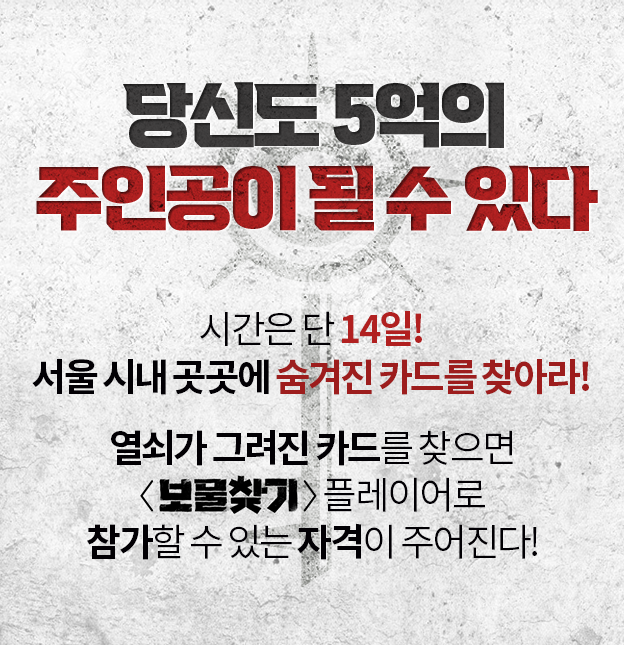 당신도 5억의
주인공이 될 수 있다
시간은 단 14일!
서울 시내 곳곳에 숨겨진 카드를 찾아라!
열쇠가 그려진 카드를 찾으면
〈보물찾기〉플레이어로
참가할 수 있는 자격이 주어진다!